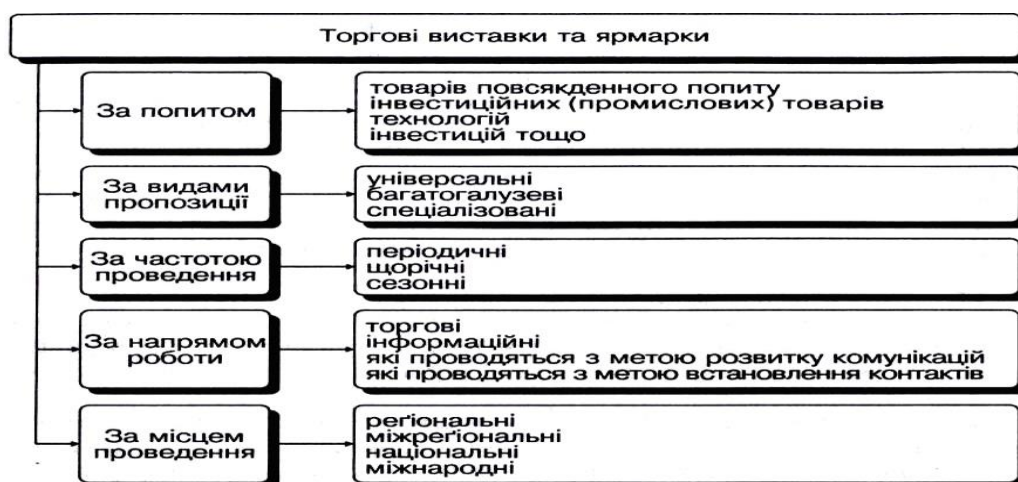 Торгові виставки та ярмарки
За попитом
товарів повсякденного попиту
інвестиційних (промислових) товарів
технологій
інвестицій тощо
За видами
пропозиції
універсальні
багатогалузеві
спеціалізовані
За частотою
проведення
періодичні
щорічні
сезонні
За напрямом
роботи
торгові
інформаційні
які проводяться з метою розвитку комунікацій
які проводяться з метою встановлення контактів
За місцем
проведення
реґіональні
міжреґіональні
національні
міжнародні